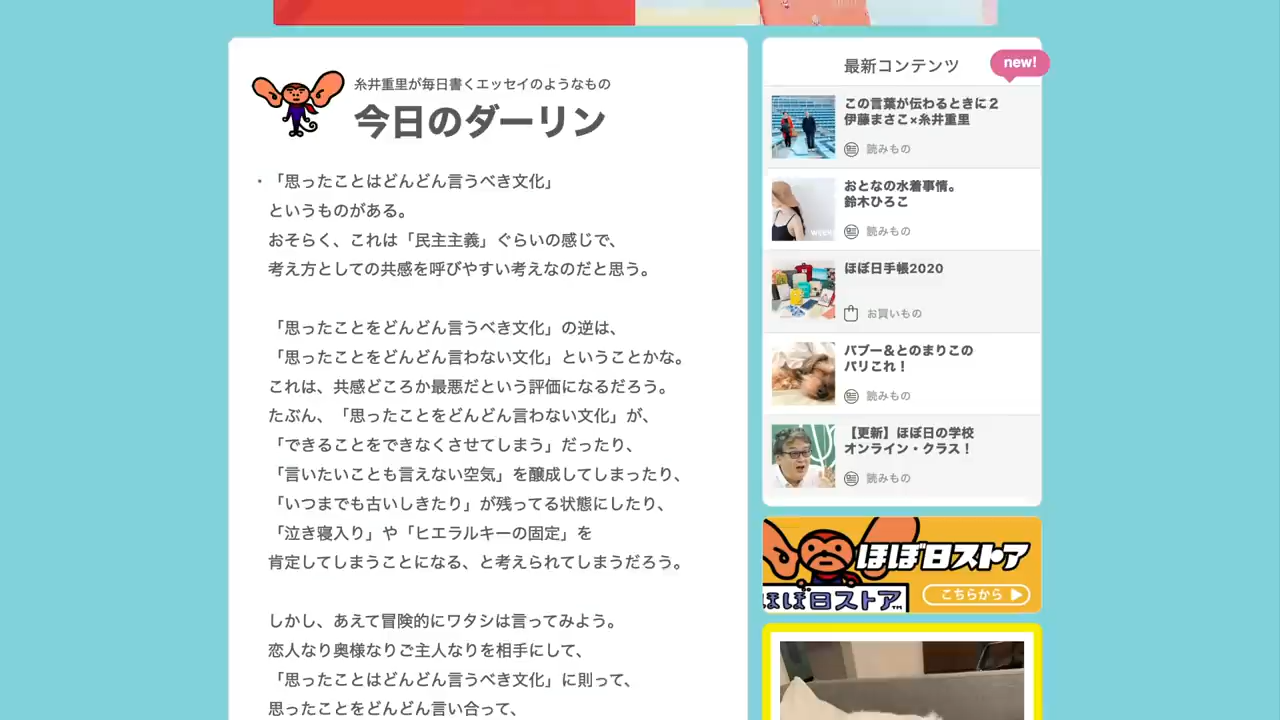 糸井重里が毎日書くエッセイのようなもの
今日のダーリン
・「思ったことはどんどん言うべき文化」
というものがある。
おそらく、これは「民主主義」ぐらいの感じで、
考え方としての共感を呼びやすい考えなのだと思う。
「思ったことをどんどん言うべき文化」の逆は、
「思ったことをどんどん言わない文化」ということかな。
これは、共感どころか最悪だという評価になるだろう。
たぶん、「思ったことをどんどん言わない文化」が、
「できることをできなくさせてしまう」だったり、
「言いたいことも言えない空気」を醸成してしまったり、
「いつまでも古いしきたり」が残ってる状態にしたり、
「泣き寝入り」や「ヒエラルキーの固定」を
肯定してしまうことになる、と考えられてしまうだろう。
しかし、あえて冒険的にワタシは言ってみよう。
恋人なり奥様なりご主人なりを相手にして、
「思ったことはどんどん言うべき文化」に則って、
思ったことをどんどん言い合って、
最新コンテンツ
new!
この言葉が伝わるときに２
伊藤まさこ×糸井重里
読みもの
おとなの水着事情。
鈴木ひろこ
読みもの
ほぼ日手帳2020
お買いもの
バブー＆とのまりこの
パリこれ！
読みもの
【更新】ほぼ日の学校
オンライン・クラス！
読みもの
ほぼ日ストア
ほぼ日ストア
こちらから